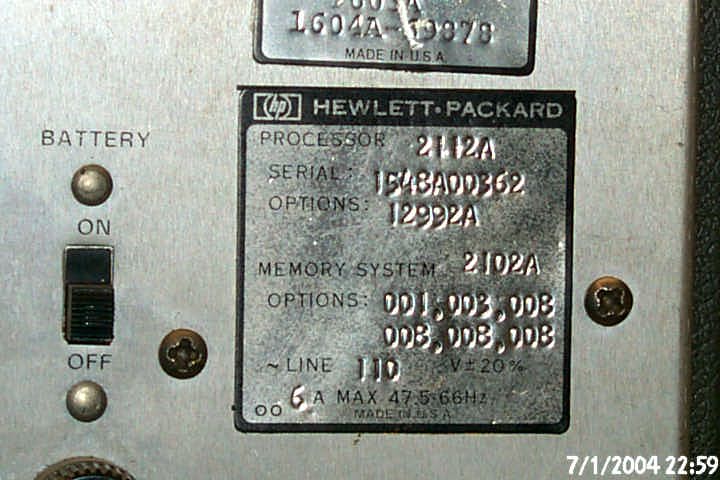 1604A-
MADE IN U.S.A.
hp HEWLETT·PACKARD
PROCESSOR 2112A
SERIAL: 1548A00362
OPTIONS: 12992A
MEMORY SYSTEM 2102A
OPTIONS: 001,003,008
008,008,008
~LINE 110 V±20%
6 A MAX 47.5-66Hz
MADE IN U.S.A.
BATTERY
ON
OFF
7/1/2004 22:59